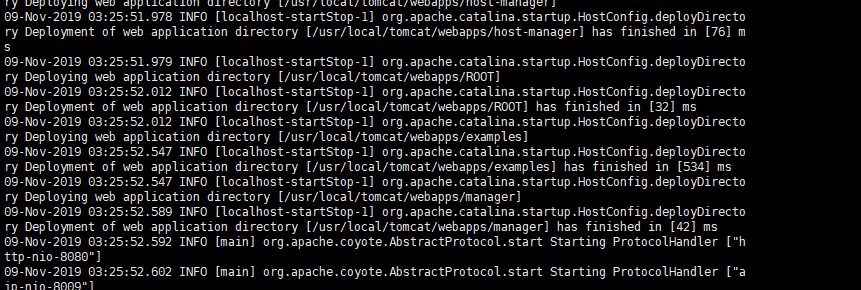 ry Deploying web application directory [/usr/local/tomcat/webapps/host-manager]
09-Nov-2019 03:25:51.978 INFO [localhost-startStop-1] org.apache.catalina.startup.HostConfig.deployDirecto
ry Deployment of web application directory [/usr/local/tomcat/webapps/host-manager] has finished in [76] m
s
09-Nov-2019 03:25:51.979 INFO [localhost-startStop-1] org.apache.catalina.startup.HostConfig.deployDirecto
ry Deploying web application directory [/usr/local/tomcat/webapps/ROOT]
09-Nov-2019 03:25:52.012 INFO [localhost-startStop-1] org.apache.catalina.startup.HostConfig.deployDirecto
ry Deployment of web application directory [/usr/local/tomcat/webapps/ROOT] has finished in [32] ms
09-Nov-2019 03:25:52.012 INFO [localhost-startStop-1] org.apache.catalina.startup.HostConfig.deployDirecto
ry Deploying web application directory [/usr/local/tomcat/webapps/examples]
09-Nov-2019 03:25:52.547 INFO [localhost-startStop-1] org.apache.catalina.startup.HostConfig.deployDirecto
ry Deployment of web application directory [/usr/local/tomcat/webapps/examples] has finished in [534] ms
09-Nov-2019 03:25:52.547 INFO [localhost-startStop-1] org.apache.catalina.startup.HostConfig.deployDirecto
ry Deploying web application directory [/usr/local/tomcat/webapps/manager]
09-Nov-2019 03:25:52.589 INFO [localhost-startStop-1] org.apache.catalina.startup.HostConfig.deployDirecto
ry Deployment of web application directory [/usr/local/tomcat/webapps/manager] has finished in [42] ms
09-Nov-2019 03:25:52.592 INFO [main] org.apache.coyote.AbstractProtocol.start Starting ProtocolHandler ["h
ttp-nio-8080"]
09-Nov-2019 03:25:52.602 INFO [main] org.apache.coyote.AbstractProtocol.start Starting ProtocolHandler ["a
jp-nio-8009"]